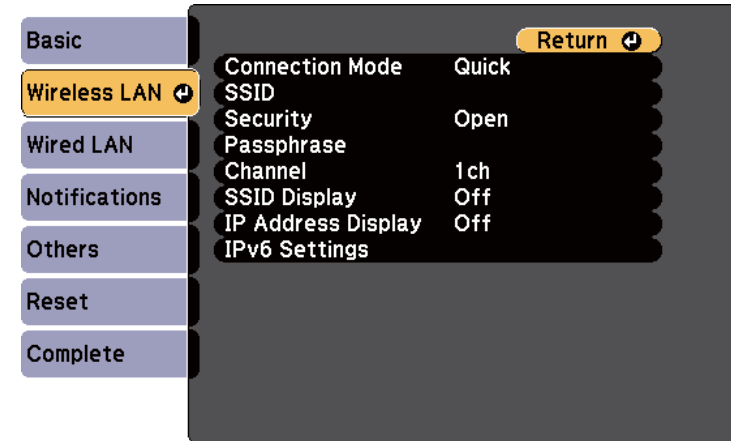 Basic
Wireless LAN
Wired LAN
Notifications
Others
Reset
Complete
Return
Connection Mode Quick
SSID
Security Open
Passphrase
Channel 1ch
SSID Display Off
IP Address Display Off
IPv6 Settings